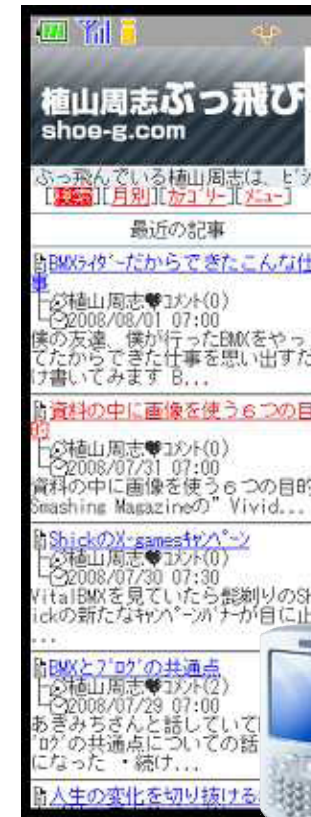 植山周志ぶっ飛び
shoe-g.com
ぶっ飛んでいる植山周志は、ビジ
[検索][月別][ｶﾃｺﾞﾘｰ][ﾒﾆｭｰ]
最近の記事
BMXﾗｲﾀﾞｰだからできたこんな仕
事
植山周志♥ｺﾒﾝﾄ(0)
2008/08/01 07:00
僕の友達、僕が行ったBMXをやっ
てたからできた仕事を思い出すだ
け書いてみます B...
資料の中に画像を使う６つの目
的
植山周志♥ｺﾒﾝﾄ(0)
2008/07/31 07:00
資料の中に画像を使う６つの目的
Smashing Magazineの”Vivid...
ShickのX-gamesｷｬﾝﾍﾟｰﾝ
植山周志♥ｺﾒﾝﾄ(0)
2008/07/30 07:30
VitalBMXを見ていたら髭剃りのSh
ickの新たなｷｬﾝﾍﾟｰﾝﾊﾞﾅｰが目に止
...
BMXとﾌﾞﾛｸﾞの共通点
植山周志♥ｺﾒﾝﾄ(2)
2008/07/29 07:00
あきみちさんと話していて
ﾛｸﾞの共通点についての話
になった ・続け...
人生の変化を切り抜ける